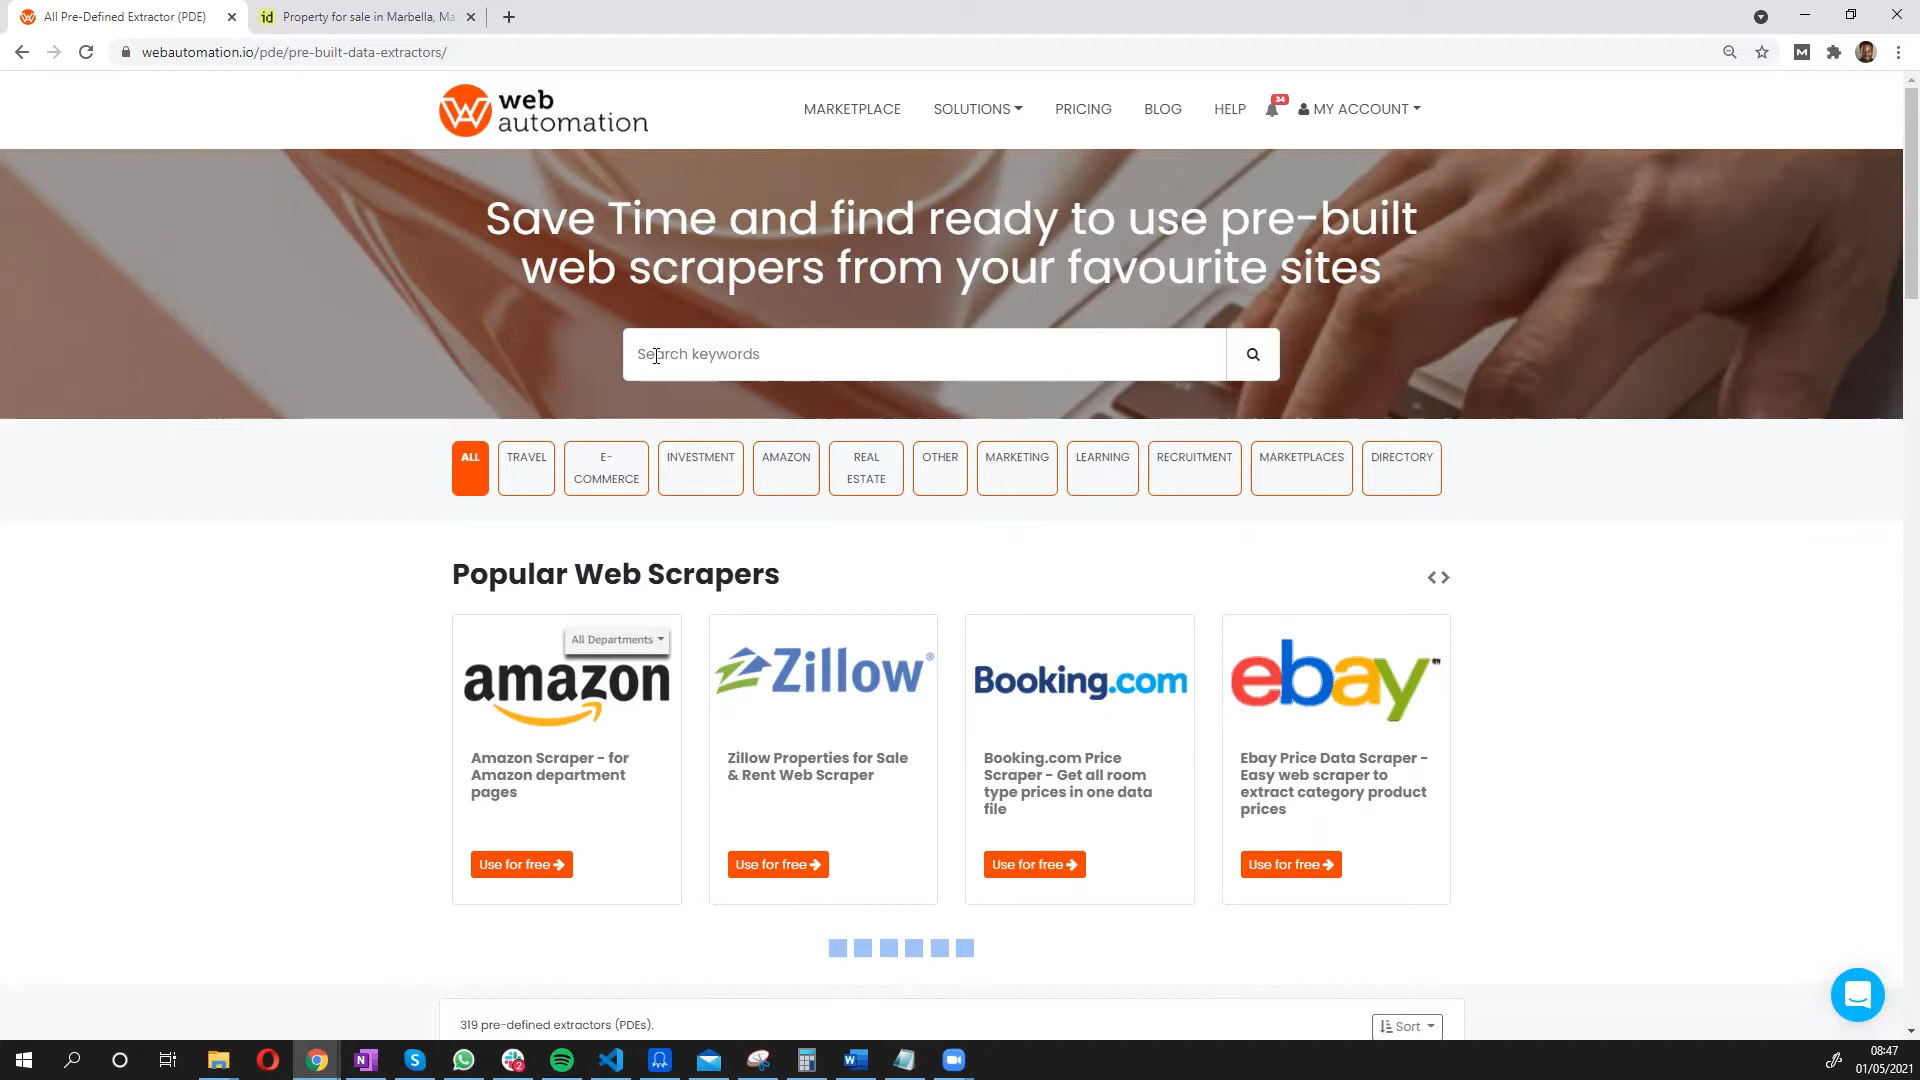 All Pre-Defined Extractor (PDE)
id Property for sale in Marbella, Ma
webautomation.io/pde/pre-built-data-extractors/
web
automation
MARKETPLACE SOLUTIONS PRICING BLOG HELP 34 MY ACCOUNT
Save Time and find ready to use pre-built
web scrapers from your favourite sites
Search keywords
ALL TRAVEL E-COMMERCE INVESTMENT AMAZON REAL ESTATE OTHER MARKETING LEARNING RECRUITMENT MARKETPLACES DIRECTORY
Popular Web Scrapers
All Departments
amazon
Zillow®
Booking.com
ebay™
Amazon Scraper - for
Amazon department
pages
Zillow Properties for Sale
& Rent Web Scraper
Booking.com Price
Scraper - Get all room
type prices in one data
file
Ebay Price Data Scraper -
Easy web scraper to
extract category product
prices
Use for free
Use for free
Use for free
Use for free
319 pre-defined extractors (PDEs).
Sort
08:47
01/05/2021